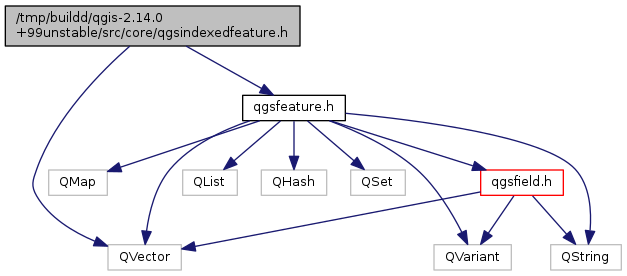 /tmp/buildd/qgis-2.14.0
+99unstable/src/core/qgsindexedfeature.h
qgsfeature.h
QMap
QList
QHash
QSet
qgsfield.h
QVector
QVariant
QString